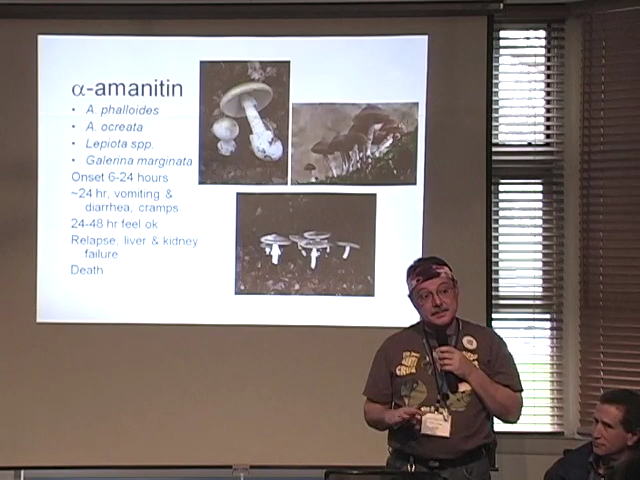 α-amanitin
• A. phalloides
• A. ocreata
• Lepiota spp.
• Galerina marginata
Onset 6-24 hours
~24 hr, vomiting &
diarrhea, cramps
24-48 hr feel ok
Relapse, liver & kidney
failure
Death